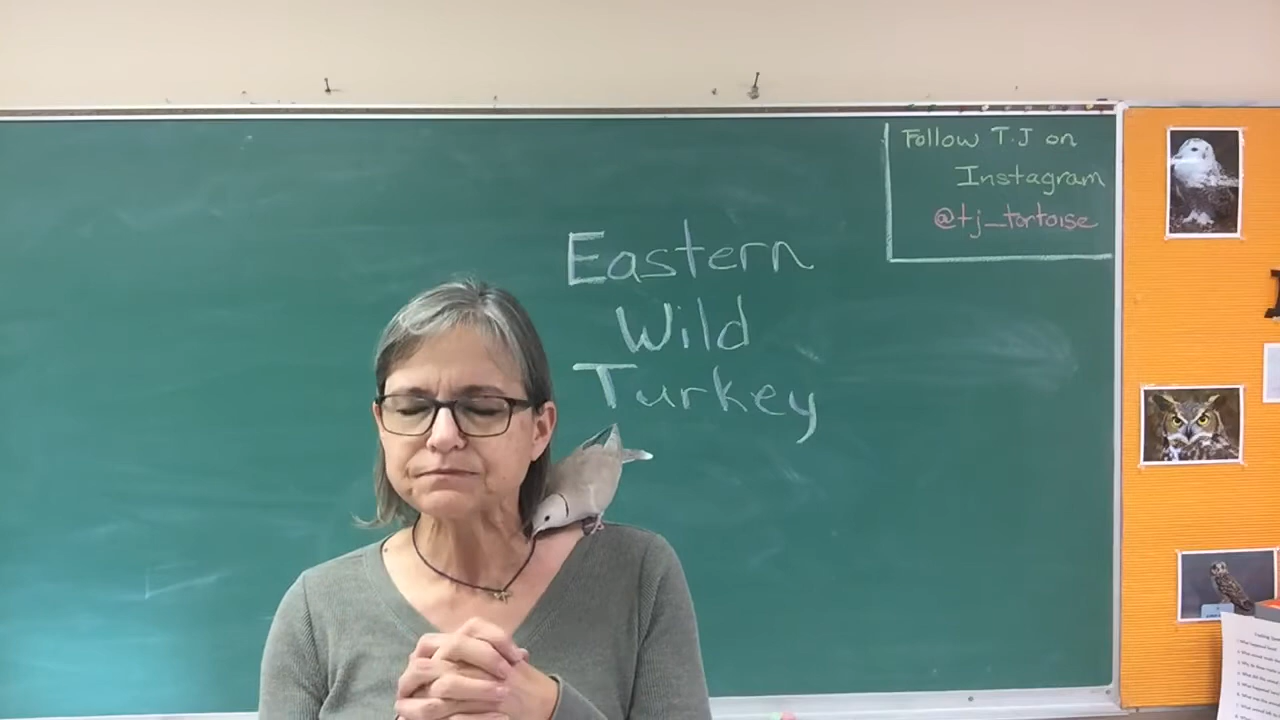 Eastern
Wild
Turkey
Follow T.J on
Instagram
@tj_tortoise